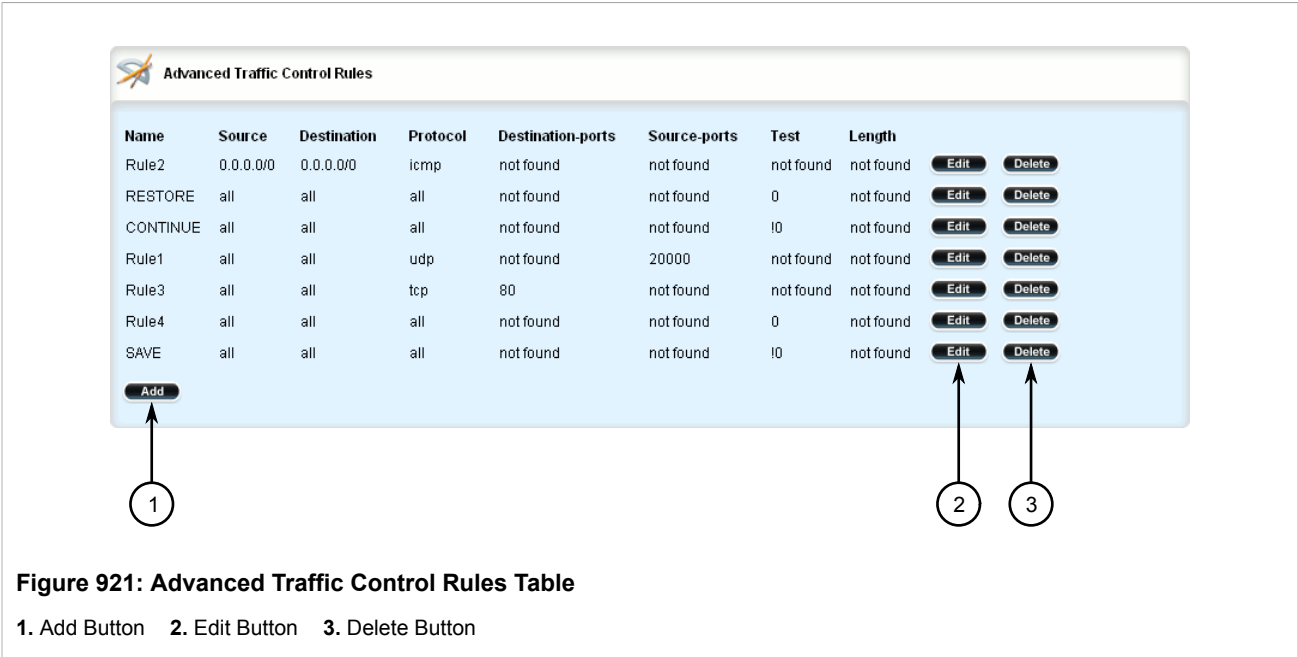 Advanced Traffic Control Rules
Name Source Destination Protocol Destination-ports Source-ports Test Length
Rule2 0.0.0.0/0 0.0.0.0/0 icmp not found not found not found not found Edit Delete
RESTORE all all all not found not found 0 not found Edit Delete
CONTINUE all all all not found not found !0 not found Edit Delete
Rule1 all all udp not found 20000 not found not found Edit Delete
Rule3 all all tcp 80 not found not found not found Edit Delete
Rule4 all all all not found not found 0 not found Edit Delete
SAVE all all all not found not found !0 not found Edit Delete
Add
1 2 3
Figure 921: Advanced Traffic Control Rules Table
1. Add Button 2. Edit Button 3. Delete Button